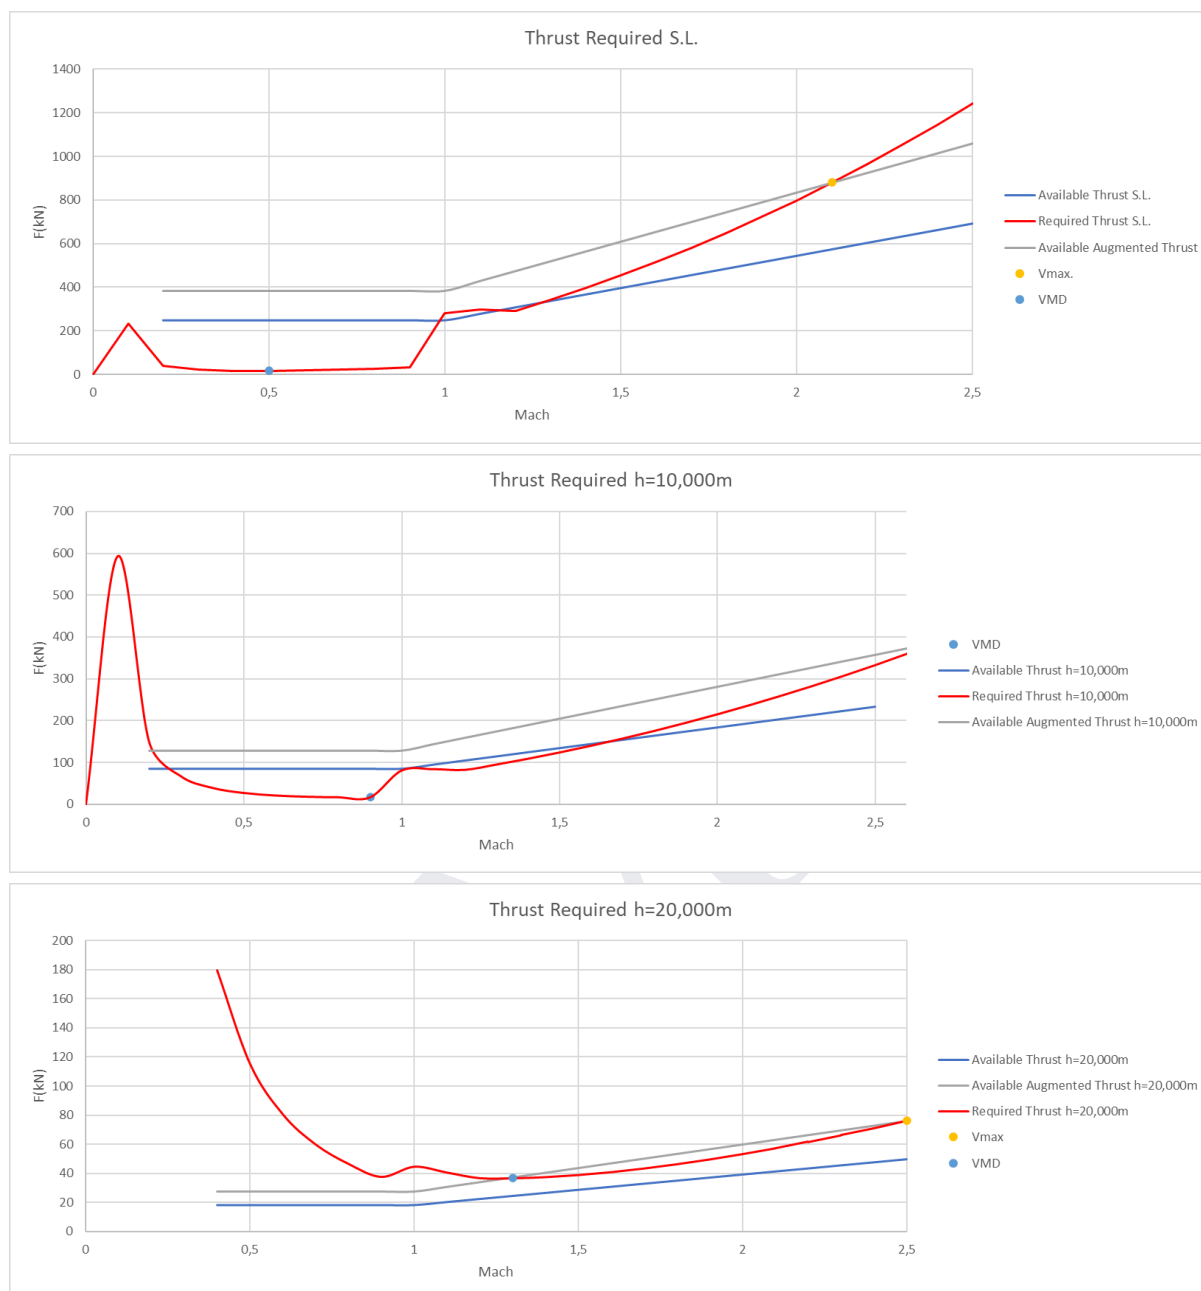 Thrust Required S.L.
1400
1200
1000
800
600
400
200
0
F(kN)
0
0,5
1
1,5
2
2,5
Mach
Available Thrust S.L.
Required Thrust S.L.
Available Augmented Thrust
Vmax.
VMD
Thrust Required h=10,000m
700
600
500
400
300
200
100
0
F(kN)
0
0,5
1
1,5
2
2,5
Mach
VMD
Available Thrust h=10,000m
Required Thrust h=10,000m
Available Augmented Thrust h=10,000m
Thrust Required h=20,000m
200
180
160
140
120
100
80
60
40
20
0
F(kN)
0
0,5
1
1,5
2
2,5
Mach
Available Thrust h=20,000m
Available Augmented Thrust h=20,000m
Required Thrust h=20,000m
Vmax
VMD